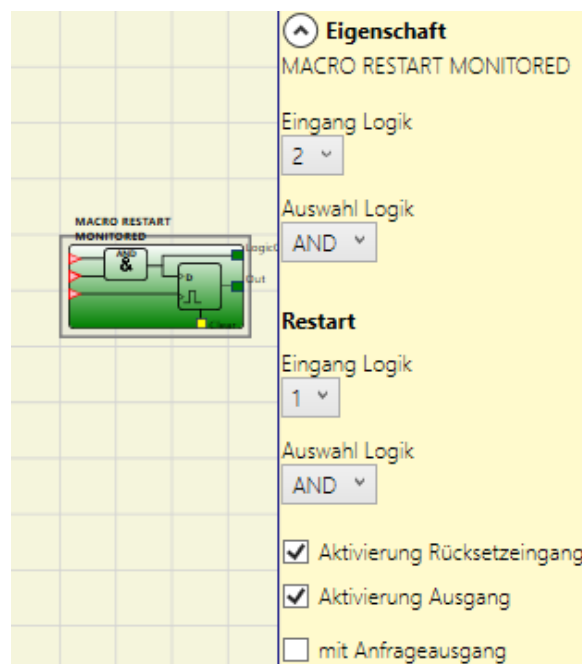 MACRO RESTART
MONITORED
AND
&
LogicO
D
Out
Clear
Eigenschaft
MACRO RESTART MONITORED
Eingang Logik
2
Auswahl Logik
AND
Restart
Eingang Logik
1
Auswahl Logik
AND
Aktivierung Rücksetzeingang
Aktivierung Ausgang
mit Anfrageausgang